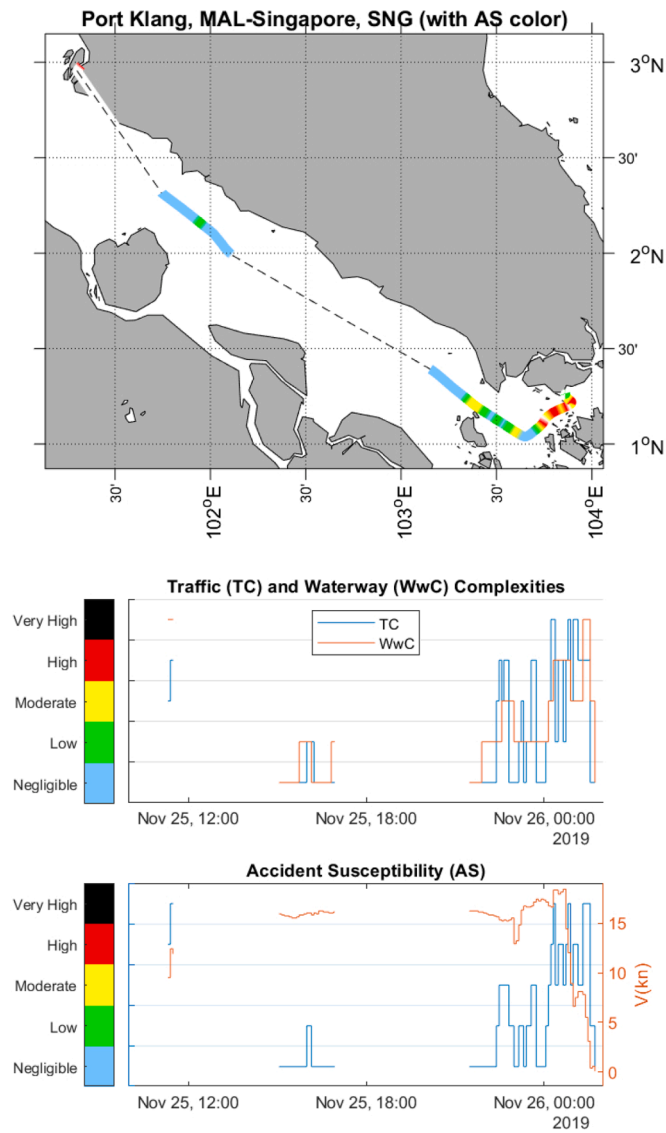 Port Klang, MAL-Singapore, SNG (with AS color)
3°N
30'
2°N
30'
1°N
30'
102°E
30'
103°E
30'
104°E
Traffic (TC) and Waterway (WwC) Complexities
Very High
High
Moderate
Low
Negligible
TC
WwC
Nov 25, 12:00
Nov 25, 18:00
Nov 26, 00:00
2019
Accident Susceptibility (AS)
Very High
High
Moderate
Low
Negligible
15
10
5
0
V(kn)
Nov 25, 12:00
Nov 25, 18:00
Nov 26, 00:00
2019